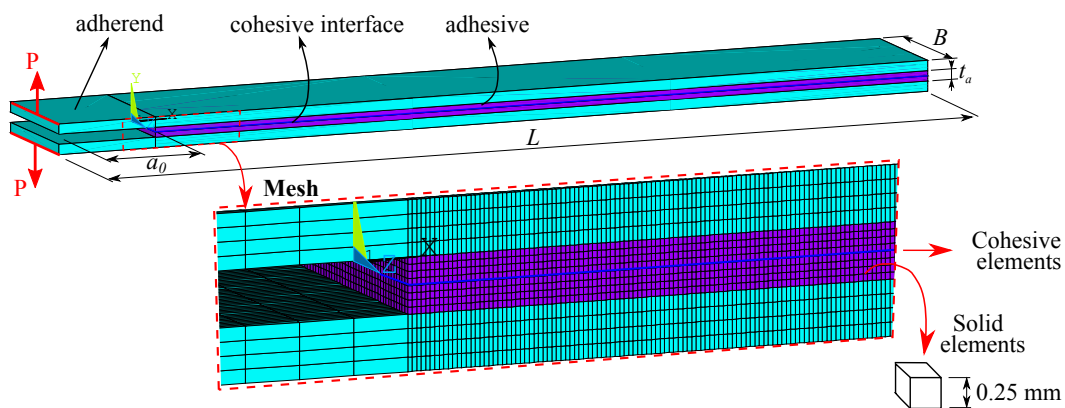 adherend
cohesive interface
adhesive
B
P
t_a
Y
X
L
a_0
P
Mesh
X
Z
Cohesive
elements
Solid
elements
0.25 mm